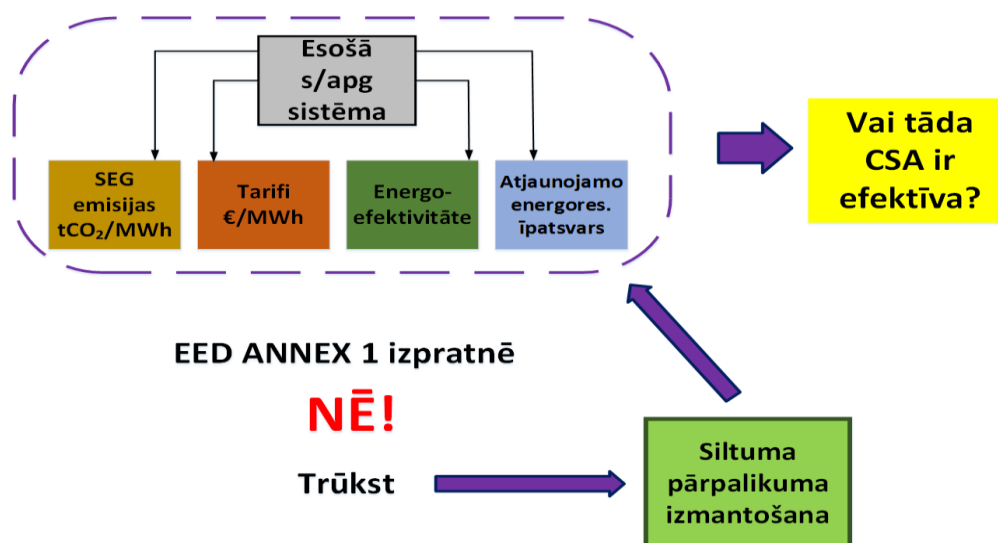 Esošā
s/apg
sistēma
SEG
emisijas
tCO₂/MWh
Tarifi
€/MWh
Energo-
efektivitāte
Atjaunojamo
energores.
īpatsvars
Vai tāda
CSA ir
efektīva?
EED ANNEX 1 izpratnē
NĒ!
Trūkst
Siltuma
pārpalikuma
izmantošana